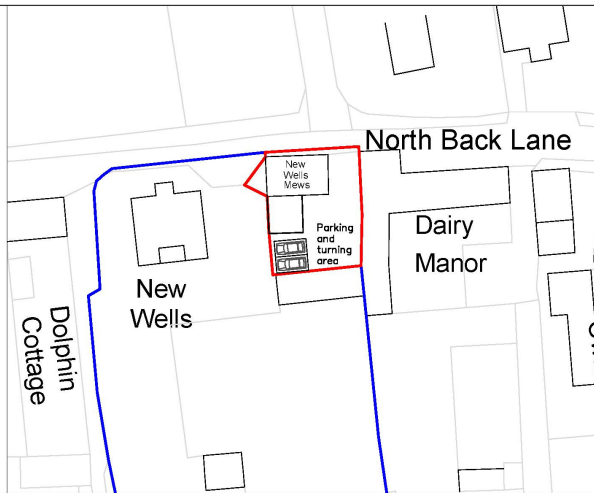 North Back Lane
New
Wells
Mews
Parking
and
turning
area
Dairy
Manor
New
Wells
Dolphin
Cottage